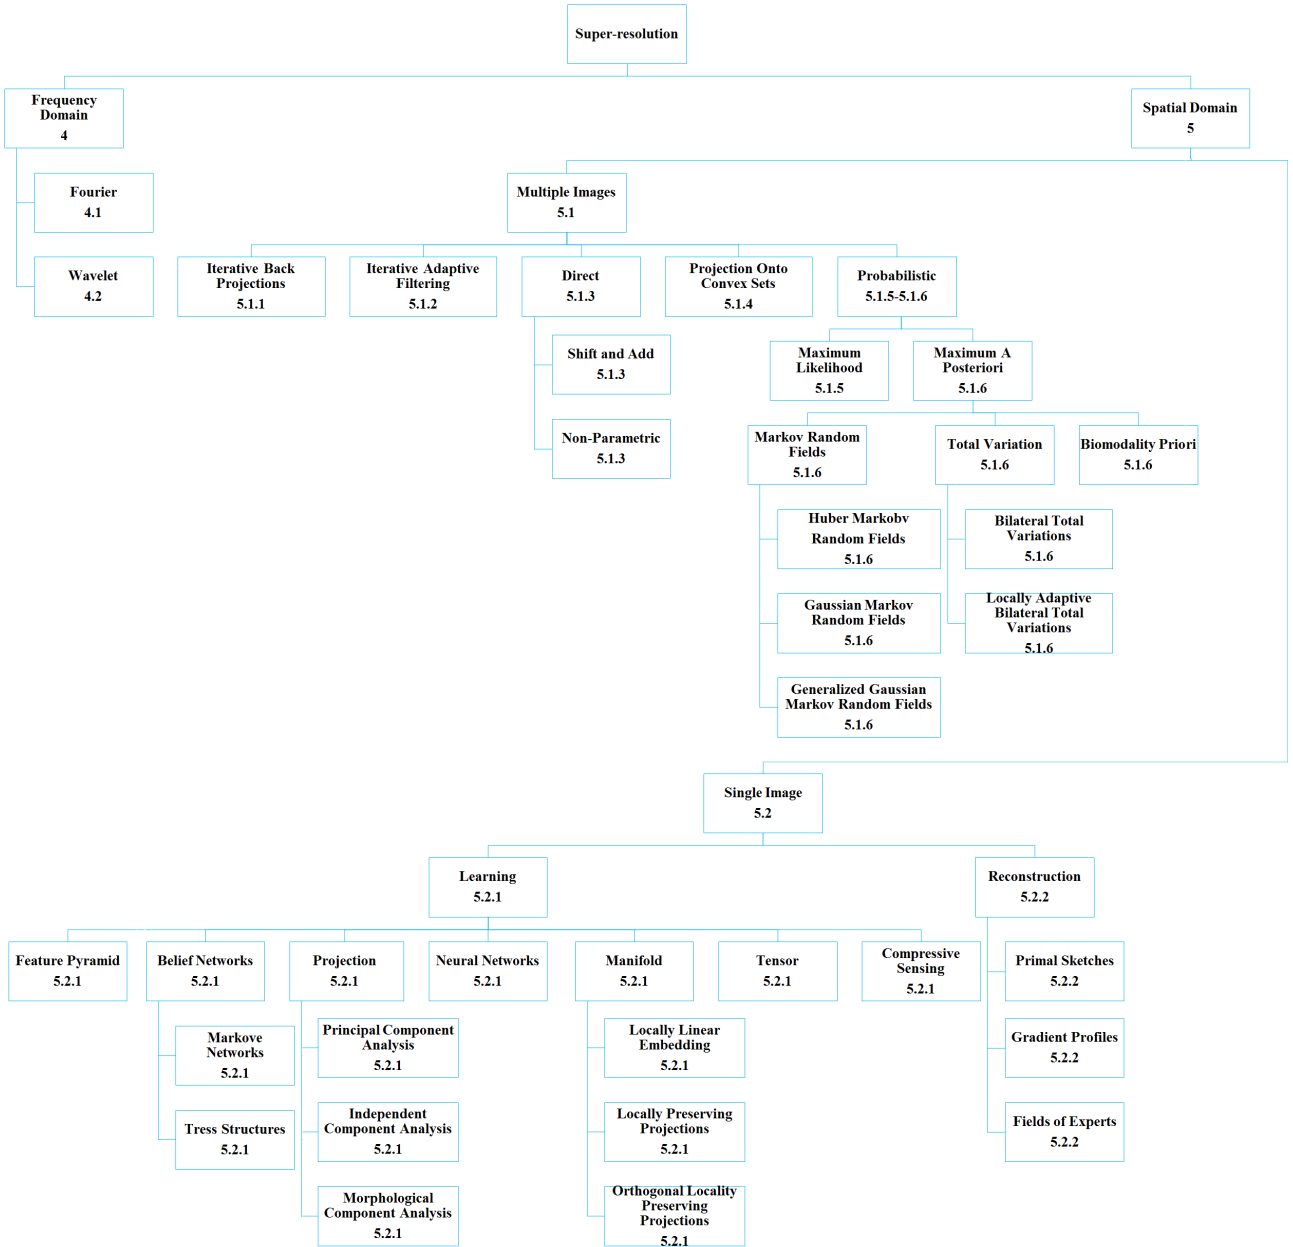 Super-resolution
Frequency
Domain
4
Spatial Domain
5
Fourier
4.1
Wavelet
4.2
Multiple Images
5.1
Iterative Back
Projections
5.1.1
Iterative Adaptive
Filtering
5.1.2
Direct
5.1.3
Projection Onto
Convex Sets
5.1.4
Probabilistic
5.1.5-5.1.6
Shift and Add
5.1.3
Non-Parametric
5.1.3
Maximum
Likelihood
5.1.5
Maximum A
Posteriori
5.1.6
Markov Random
Fields
5.1.6
Total Variation
5.1.6
Biomodality Priori
5.1.6
Huber Markobv
Random Fields
5.1.6
Gaussian Markov
Random Fields
5.1.6
Generalized Gaussian
Markov Random Fields
5.1.6
Bilateral Total
Variations
5.1.6
Locally Adaptive
Bilateral Total
Variations
5.1.6
Single Image
5.2
Learning
5.2.1
Reconstruction
5.2.2
Feature Pyramid
5.2.1
Belief Networks
5.2.1
Projection
5.2.1
Neural Networks
5.2.1
Manifold
5.2.1
Tensor
5.2.1
Compressive
Sensing
5.2.1
Markove
Networks
5.2.1
Tress Structures
5.2.1
Principal Component
Analysis
5.2.1
Independent
Component Analysis
5.2.1
Morphological
Component Analysis
5.2.1
Locally Linear
Embedding
5.2.1
Locally Preserving
Projections
5.2.1
Orthogonal Locality
Preserving
Projections
5.2.1
Primal Sketches
5.2.2
Gradient Profiles
5.2.2
Fields of Experts
5.2.2